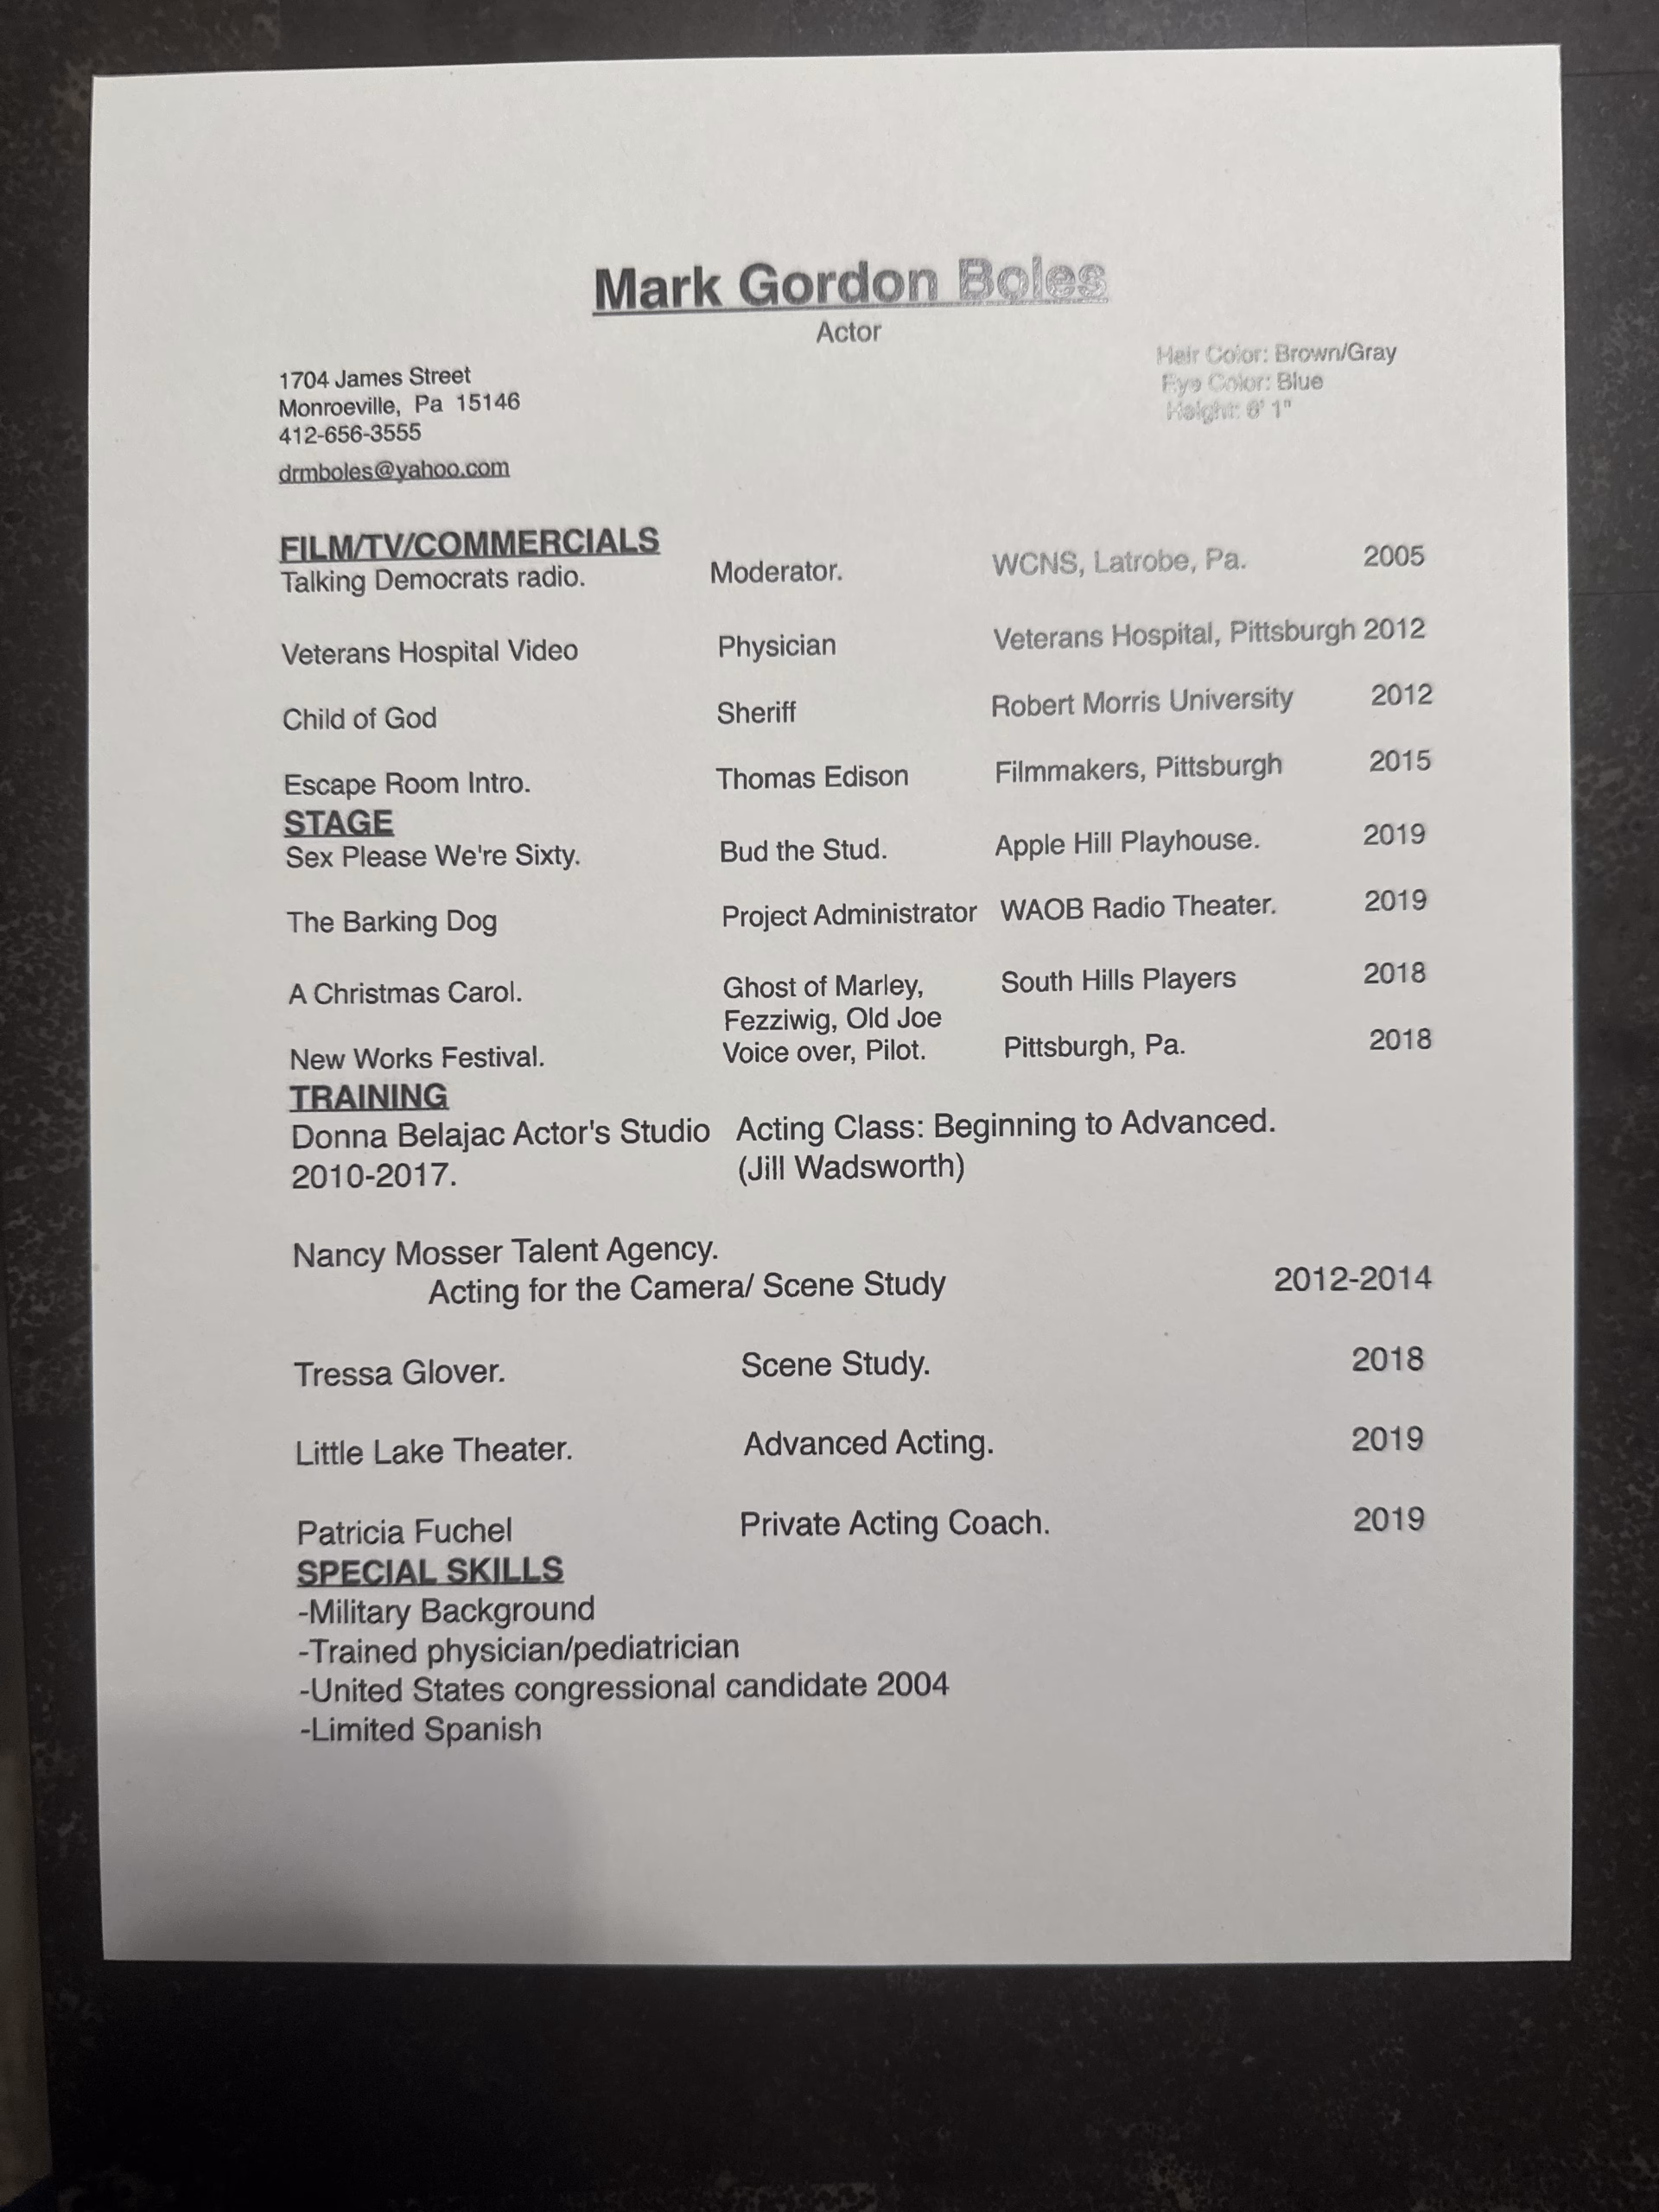 Mark Gordon Boles
Actor
Hair Color: Brown/Gray
Eye Color: Blue
Height: 6' 1"
1704 James Street
Monroeville, Pa 15146
412-656-3555
drmboles@yahoo.com
FILM/TV/COMMERCIALS
Talking Democrats radio. Moderator. WCNS, Latrobe, Pa. 2005
Veterans Hospital Video Physician Veterans Hospital, Pittsburgh 2012
Child of God Sheriff Robert Morris University 2012
Escape Room Intro. Thomas Edison Filmmakers, Pittsburgh 2015
STAGE
Sex Please We're Sixty. Bud the Stud. Apple Hill Playhouse. 2019
The Barking Dog Project Administrator WAOB Radio Theater. 2019
A Christmas Carol. Ghost of Marley, South Hills Players 2018
Fezziwig, Old Joe
New Works Festival. Voice over, Pilot. Pittsburgh, Pa. 2018
TRAINING
Donna Belajac Actor's Studio Acting Class: Beginning to Advanced.
2010-2017. (Jill Wadsworth)
Nancy Mosser Talent Agency.
Acting for the Camera/ Scene Study 2012-2014
Tressa Glover. Scene Study. 2018
Little Lake Theater. Advanced Acting. 2019
Patricia Fuchel Private Acting Coach. 2019
SPECIAL SKILLS
-Military Background
-Trained physician/pediatrician
-United States congressional candidate 2004
-Limited Spanish